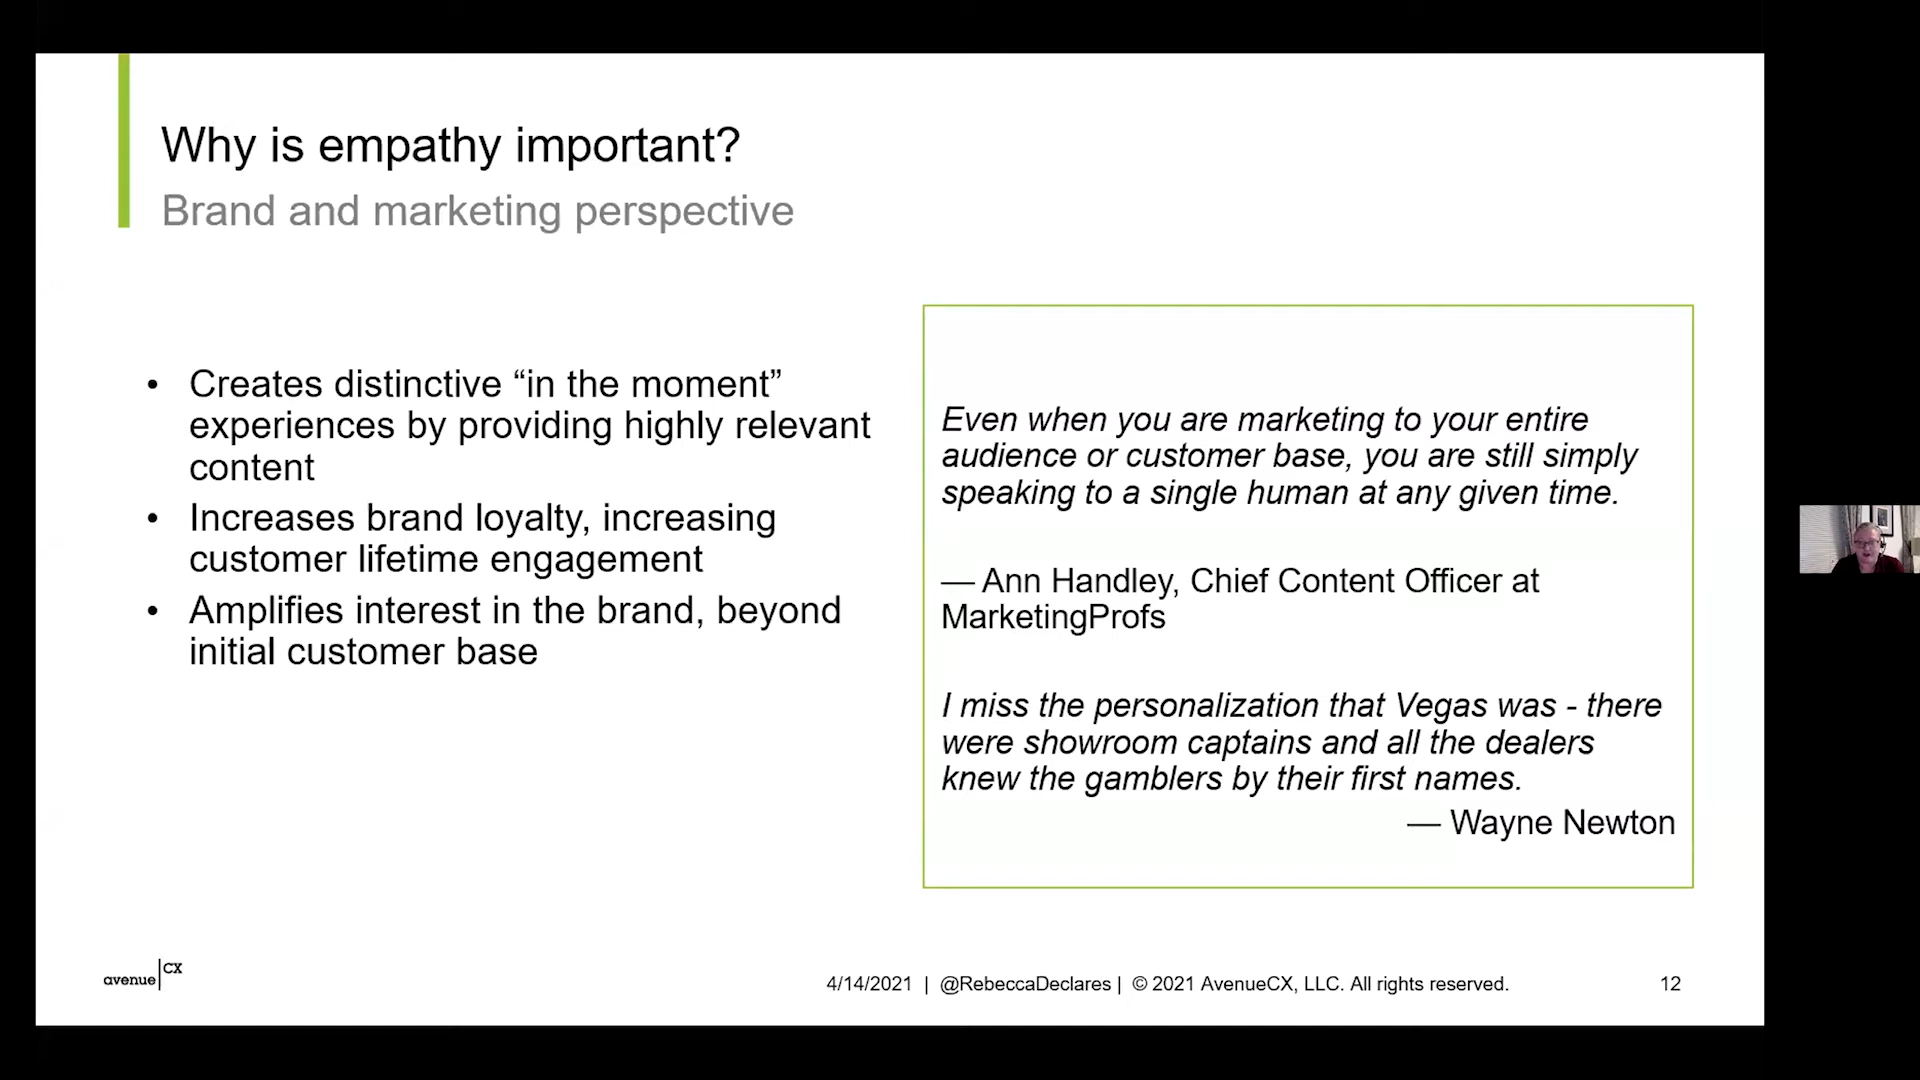 Why is empathy important?
Brand and marketing perspective
• Creates distinctive “in the moment”
experiences by providing highly relevant
content
• Increases brand loyalty, increasing
customer lifetime engagement
• Amplifies interest in the brand, beyond
initial customer base
Even when you are marketing to your entire
audience or customer base, you are still simply
speaking to a single human at any given time.
— Ann Handley, Chief Content Officer at
MarketingProfs
I miss the personalization that Vegas was - there
were showroom captains and all the dealers
knew the gamblers by their first names.
— Wayne Newton
avenue CX
4/14/2021 | @RebeccaDeclares | © 2021 AvenueCX, LLC. All rights reserved. 12